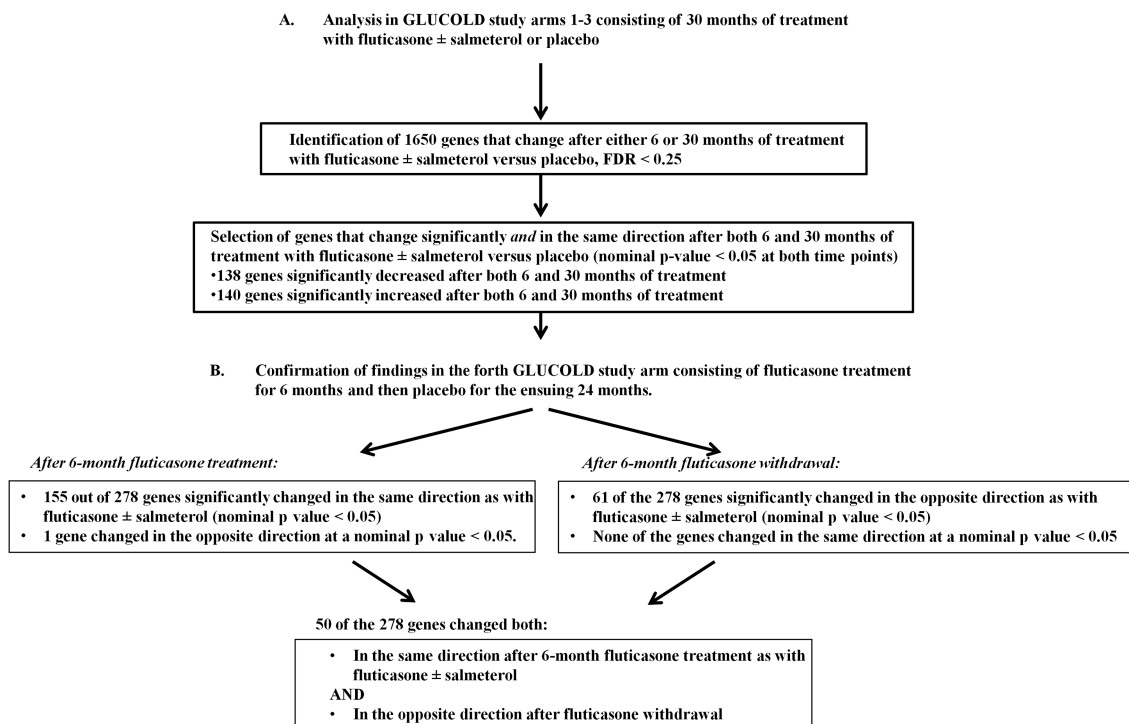 A. Analysis in GLUCOLD study arms 1-3 consisting of 30 months of treatment
with fluticasone ± salmeterol or placebo
Identification of 1650 genes that change after either 6 or 30 months of treatment
with fluticasone ± salmeterol versus placebo, FDR < 0.25
Selection of genes that change significantly and in the same direction after both 6 and 30 months of
treatment with fluticasone ± salmeterol versus placebo (nominal p-value < 0.05 at both time points)
•138 genes significantly decreased after both 6 and 30 months of treatment
•140 genes significantly increased after both 6 and 30 months of treatment
B. Confirmation of findings in the forth GLUCOLD study arm consisting of fluticasone treatment
for 6 months and then placebo for the ensuing 24 months.
After 6-month fluticasone treatment:
• 155 out of 278 genes significantly changed in the same direction as with
fluticasone ± salmeterol (nominal p value < 0.05)
• 1 gene changed in the opposite direction at a nominal p value < 0.05.
After 6-month fluticasone withdrawal:
• 61 of the 278 genes significantly changed in the opposite direction as with
fluticasone ± salmeterol (nominal p value < 0.05)
• None of the genes changed in the same direction at a nominal p value < 0.05
50 of the 278 genes changed both:
• In the same direction after 6-month fluticasone treatment as with
fluticasone ± salmeterol
AND
• In the opposite direction after fluticasone withdrawal